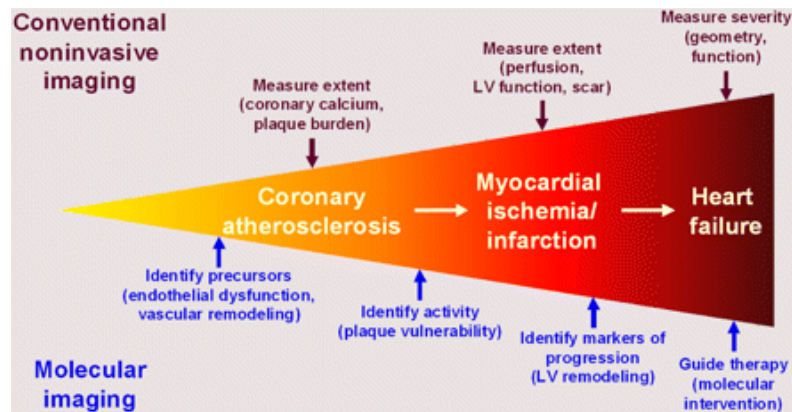 Conventional
noninvasive
imaging
Measure extent
(coronary calcium,
plaque burden)
Measure extent
(perfusion,
LV function, scar)
Measure severity
(geometry,
function)
Coronary
atherosclerosis
Myocardial
ischemia/
infarction
Heart
failure
Identify precursors
(endothelial dysfunction,
vascular remodeling)
Identify activity
(plaque vulnerability)
Identify markers of
progression
(LV remodeling)
Guide therapy
(molecular
intervention)
Molecular
imaging